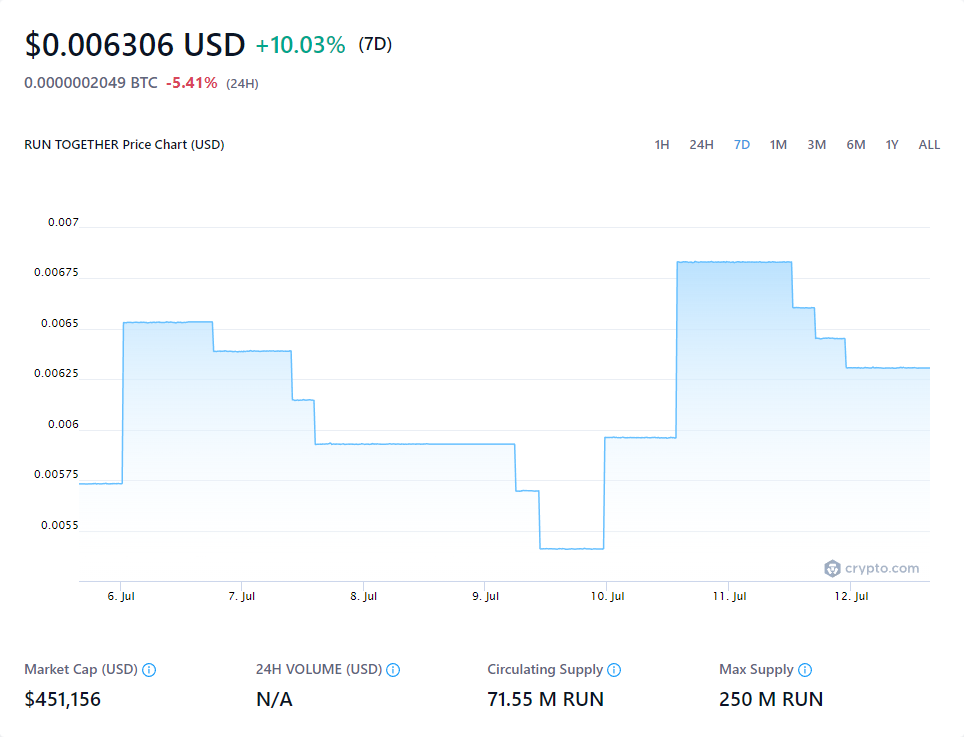 $0.006306 USD +10.03% (7D)
0.0000002049 BTC -5.41% (24H)
RUN TOGETHER Price Chart (USD) 1H 24H 7D 1M 3M 6M 1Y ALL
0.007
0.00675
0.0065
0.00625
0.006
0.00575
0.0055
crypto.com
6. Jul 7. Jul 8. Jul 9. Jul 10. Jul 11. Jul 12. Jul
Market Cap (USD) 24H VOLUME (USD) Circulating Supply Max Supply
$451,156 N/A 71.55 M RUN 250 M RUN